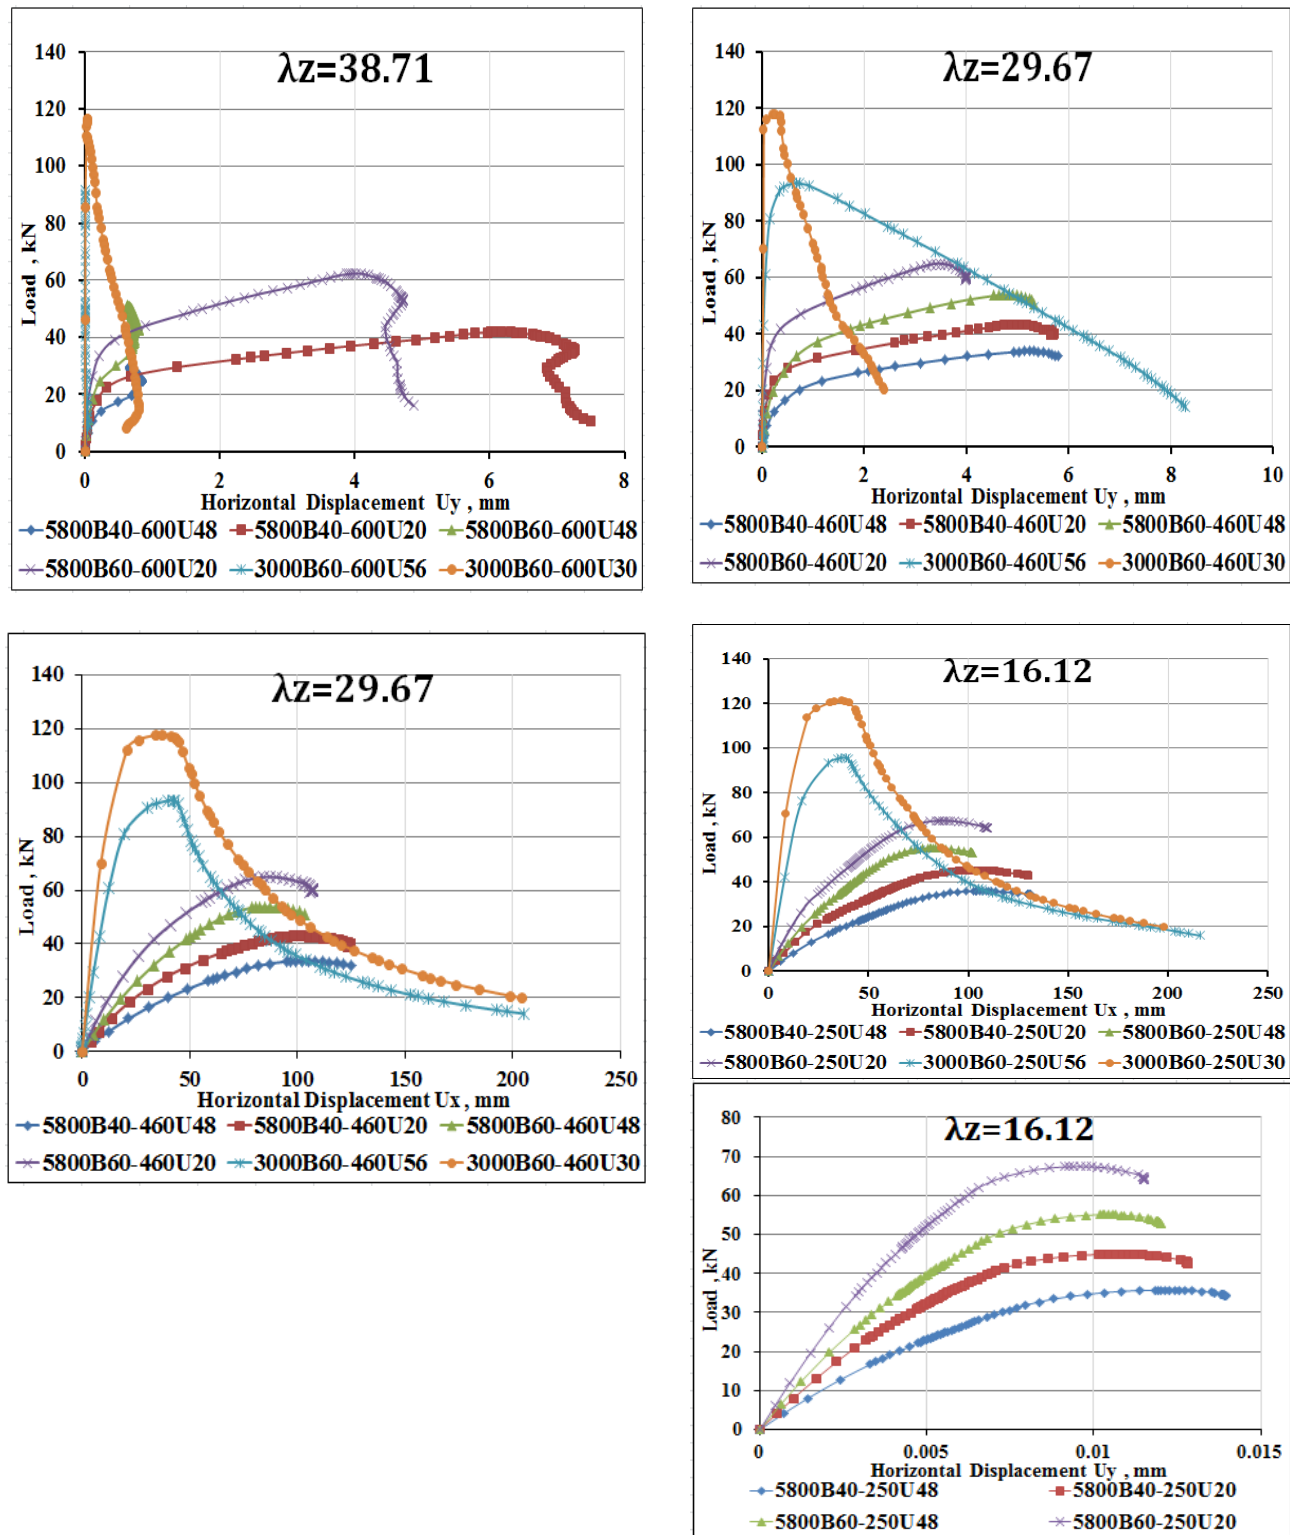 λz=38.71
140
120
100
80
60
40
20
0
Load , kN
0 2 4 6 8
Horizontal Displacement Uy , mm
5800B40-600U48 5800B40-600U20 5800B60-600U48
5800B60-600U20 3000B60-600U56 3000B60-600U30
λz=29.67
140
120
100
80
60
40
20
0
Load , kN
0 2 4 6 8 10
Horizontal Displacement Uy , mm
5800B40-460U48 5800B40-460U20 5800B60-460U48
5800B60-460U20 3000B60-460U56 3000B60-460U30
λz=29.67
140
120
100
80
60
40
20
0
Load , kN
0 50 100 150 200 250
Horizontal Displacement Ux , mm
5800B40-460U48 5800B40-460U20 5800B60-460U48
5800B60-460U20 3000B60-460U56 3000B60-460U30
λz=16.12
140
120
100
80
60
40
20
0
Load , kN
0 50 100 150 200 250
Horizontal Displacement Ux , mm
5800B40-250U48 5800B40-250U20 5800B60-250U48
5800B60-250U20 3000B60-250U56 3000B60-250U30
λz=16.12
80
70
60
50
40
30
20
10
0
Load , kN
0 0.005 0.01 0.015
Horizontal Displacement Uy , mm
5800B40-250U48 5800B40-250U20
5800B60-250U48 5800B60-250U20